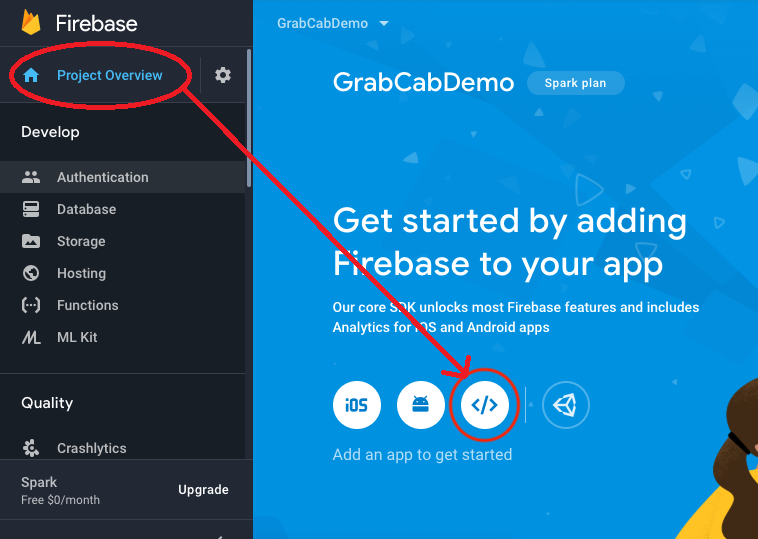 Firebase
Project Overview
Develop
Authentication
Database
Storage
Hosting
Functions
ML Kit
Quality
Crashlytics
Spark
Free $0/month
Upgrade
GrabCabDemo
GrabCabDemo
Spark plan
Get started by adding
Firebase to your app
Our core SDK unlocks most Firebase features and includes
Analytics for iOS and Android apps
iOS
</>
Add an app to get started